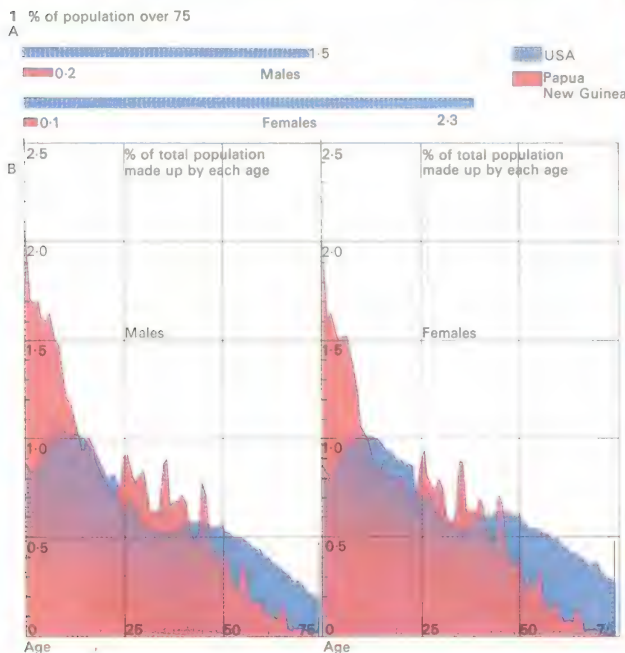 1 % of population over 75
A
1·5
USA
0·2
Males
Papua
New Guinea
0·1
Females
2·3
B
2·5
% of total population
made up by each age
2·5
% of total population
made up by each age
2·0
2·0
Males
Females
1·5
1·5
1·0
1·0
0·5
0·5
0
25
50
75
0
25
50
75
Age
Age